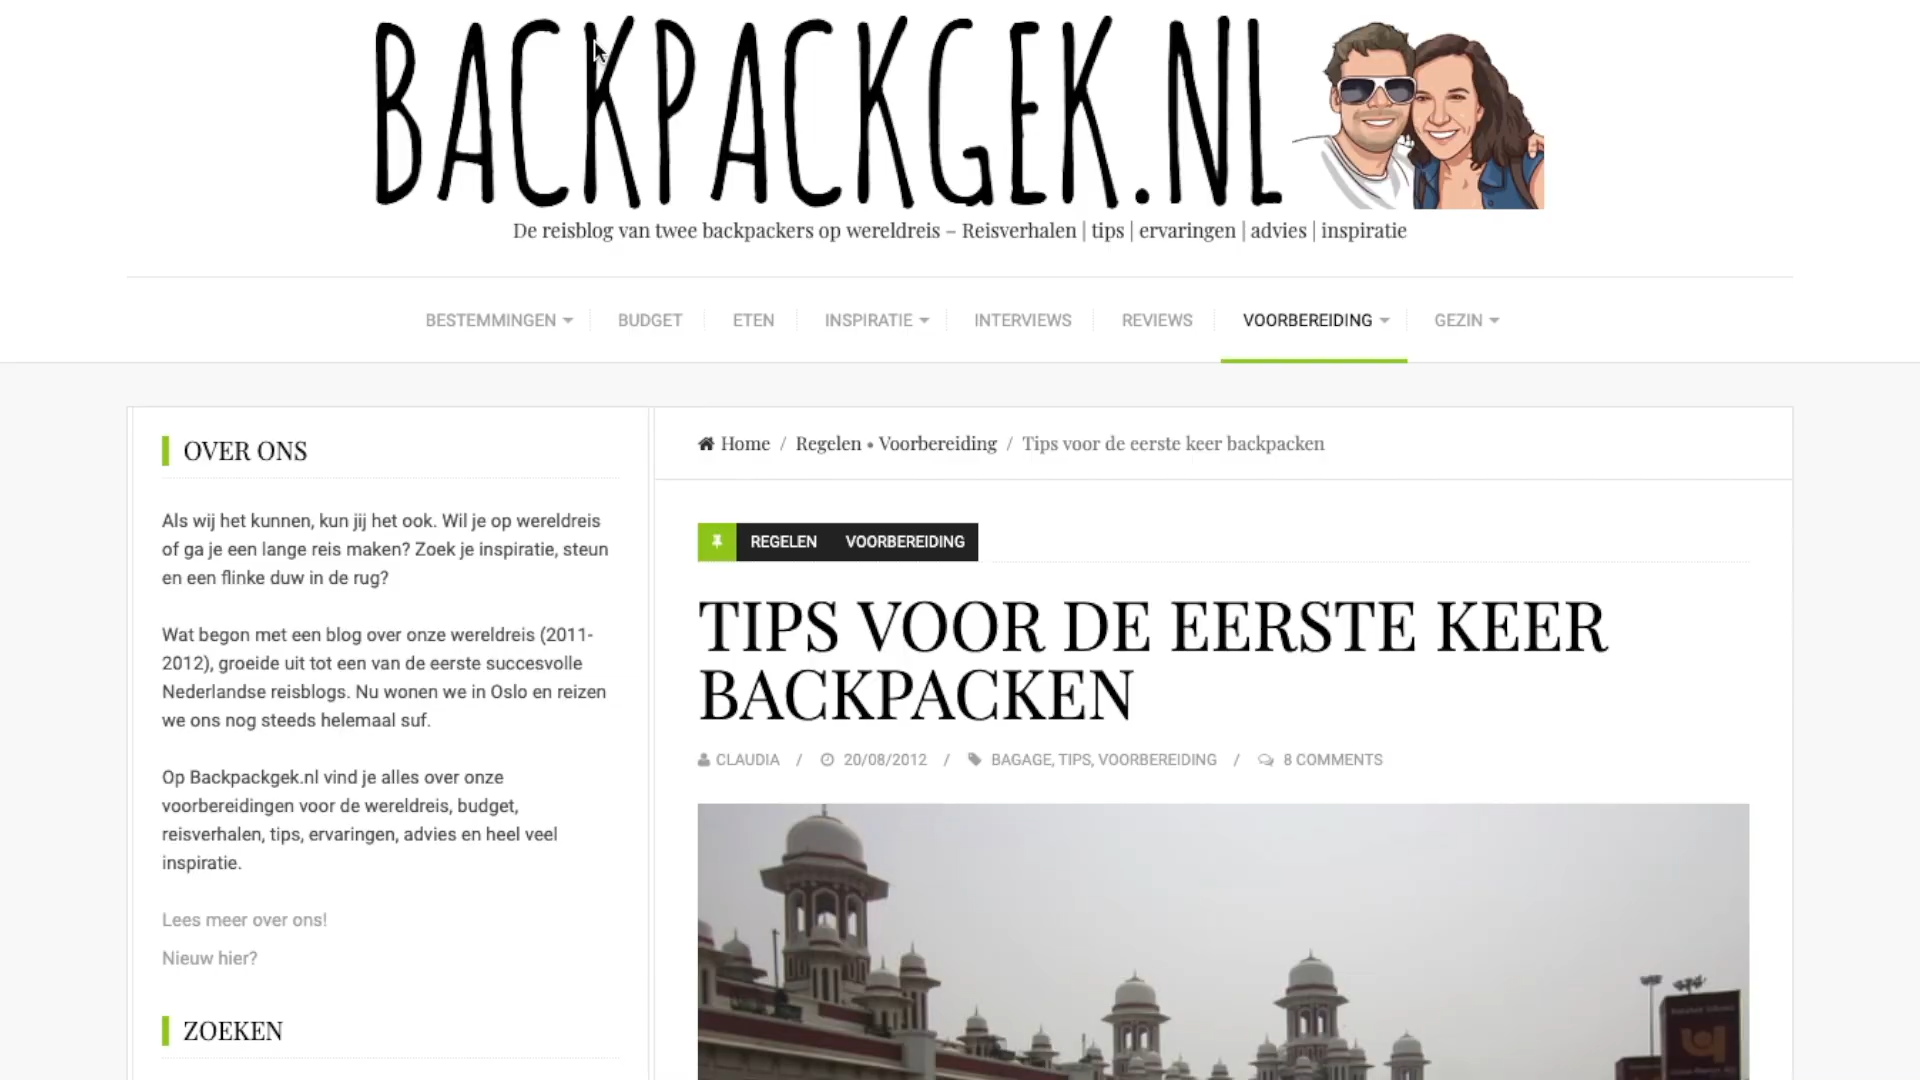 BACKPACKGEK.NL
De reisblog van twee backpackers op wereldreis – Reisverhalen | tips | ervaringen | advies | inspiratie
BESTEMMINGEN BUDGET ETEN INSPIRATIE INTERVIEWS REVIEWS VOORBEREIDING GEZIN
OVER ONS
Als wij het kunnen, kun jij het ook. Wil je op wereldreis
of ga je een lange reis maken? Zoek je inspiratie, steun
en een flinke duw in de rug?
Wat begon met een blog over onze wereldreis (2011-
2012), groeide uit tot een van de eerste succesvolle
Nederlandse reisblogs. Nu wonen we in Oslo en reizen
we ons nog steeds helemaal suf.
Op Backpackgek.nl vind je alles over onze
voorbereidingen voor de wereldreis, budget,
reisverhalen, tips, ervaringen, advies en heel veel
inspiratie.
Lees meer over ons!
Nieuw hier?
ZOEKEN
Home / Regelen • Voorbereiding / Tips voor de eerste keer backpacken
REGELEN VOORBEREIDING
TIPS VOOR DE EERSTE KEER
BACKPACKEN
CLAUDIA / 20/08/2012 / BAGAGE, TIPS, VOORBEREIDING / 8 COMMENTS